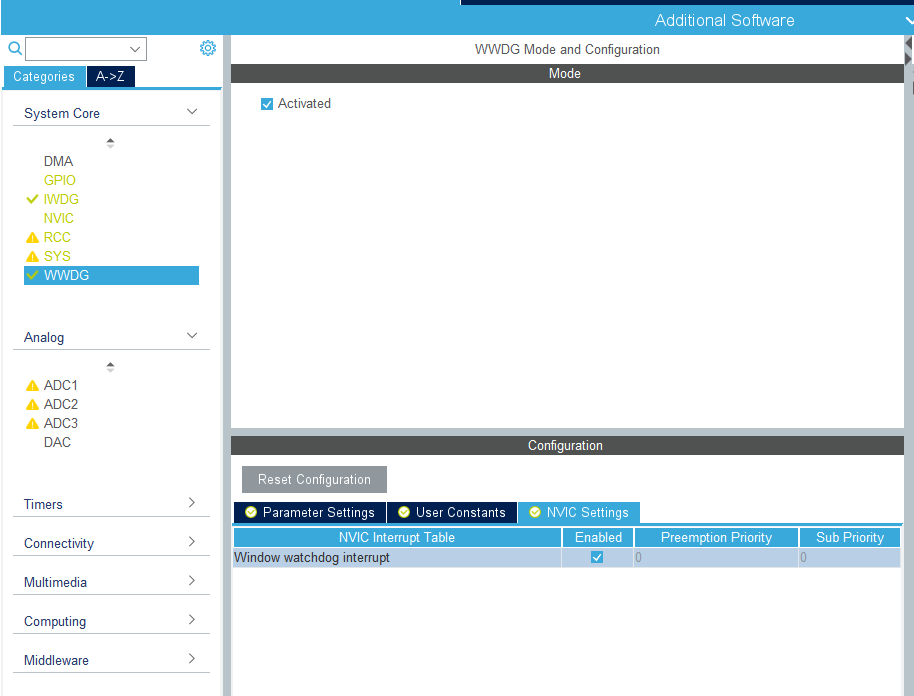 Additional Software
WWDG Mode and Configuration
Mode
Categories
A->Z
Activated
System Core
DMA
GPIO
IWDG
NVIC
RCC
SYS
WWDG
Analog
ADC1
ADC2
ADC3
DAC
Timers
Connectivity
Multimedia
Computing
Middleware
Configuration
Reset Configuration
Parameter Settings User Constants NVIC Settings
NVIC Interrupt Table Enabled Preemption Priority Sub Priority
Window watchdog interrupt 0 0